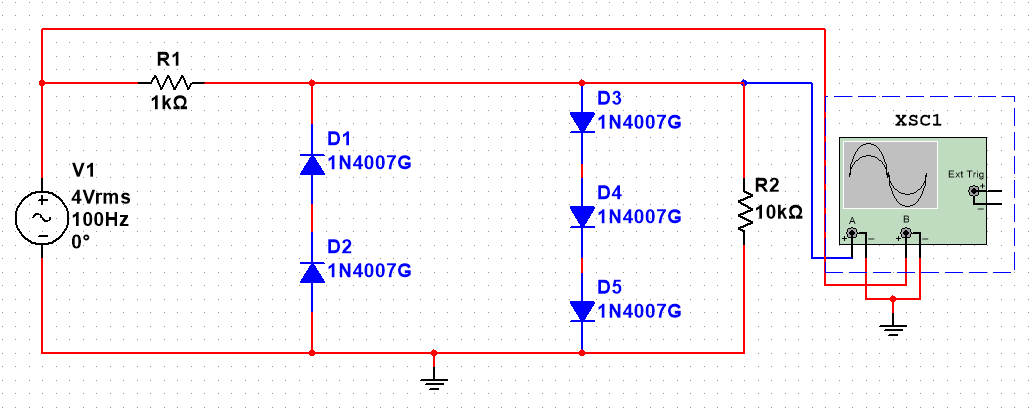 R1
1kΩ
V1
4Vrms
100Hz
0°
D1
1N4007G
D2
1N4007G
D3
1N4007G
D4
1N4007G
D5
1N4007G
R2
10kΩ
XSC1
Ext Trig
A
B